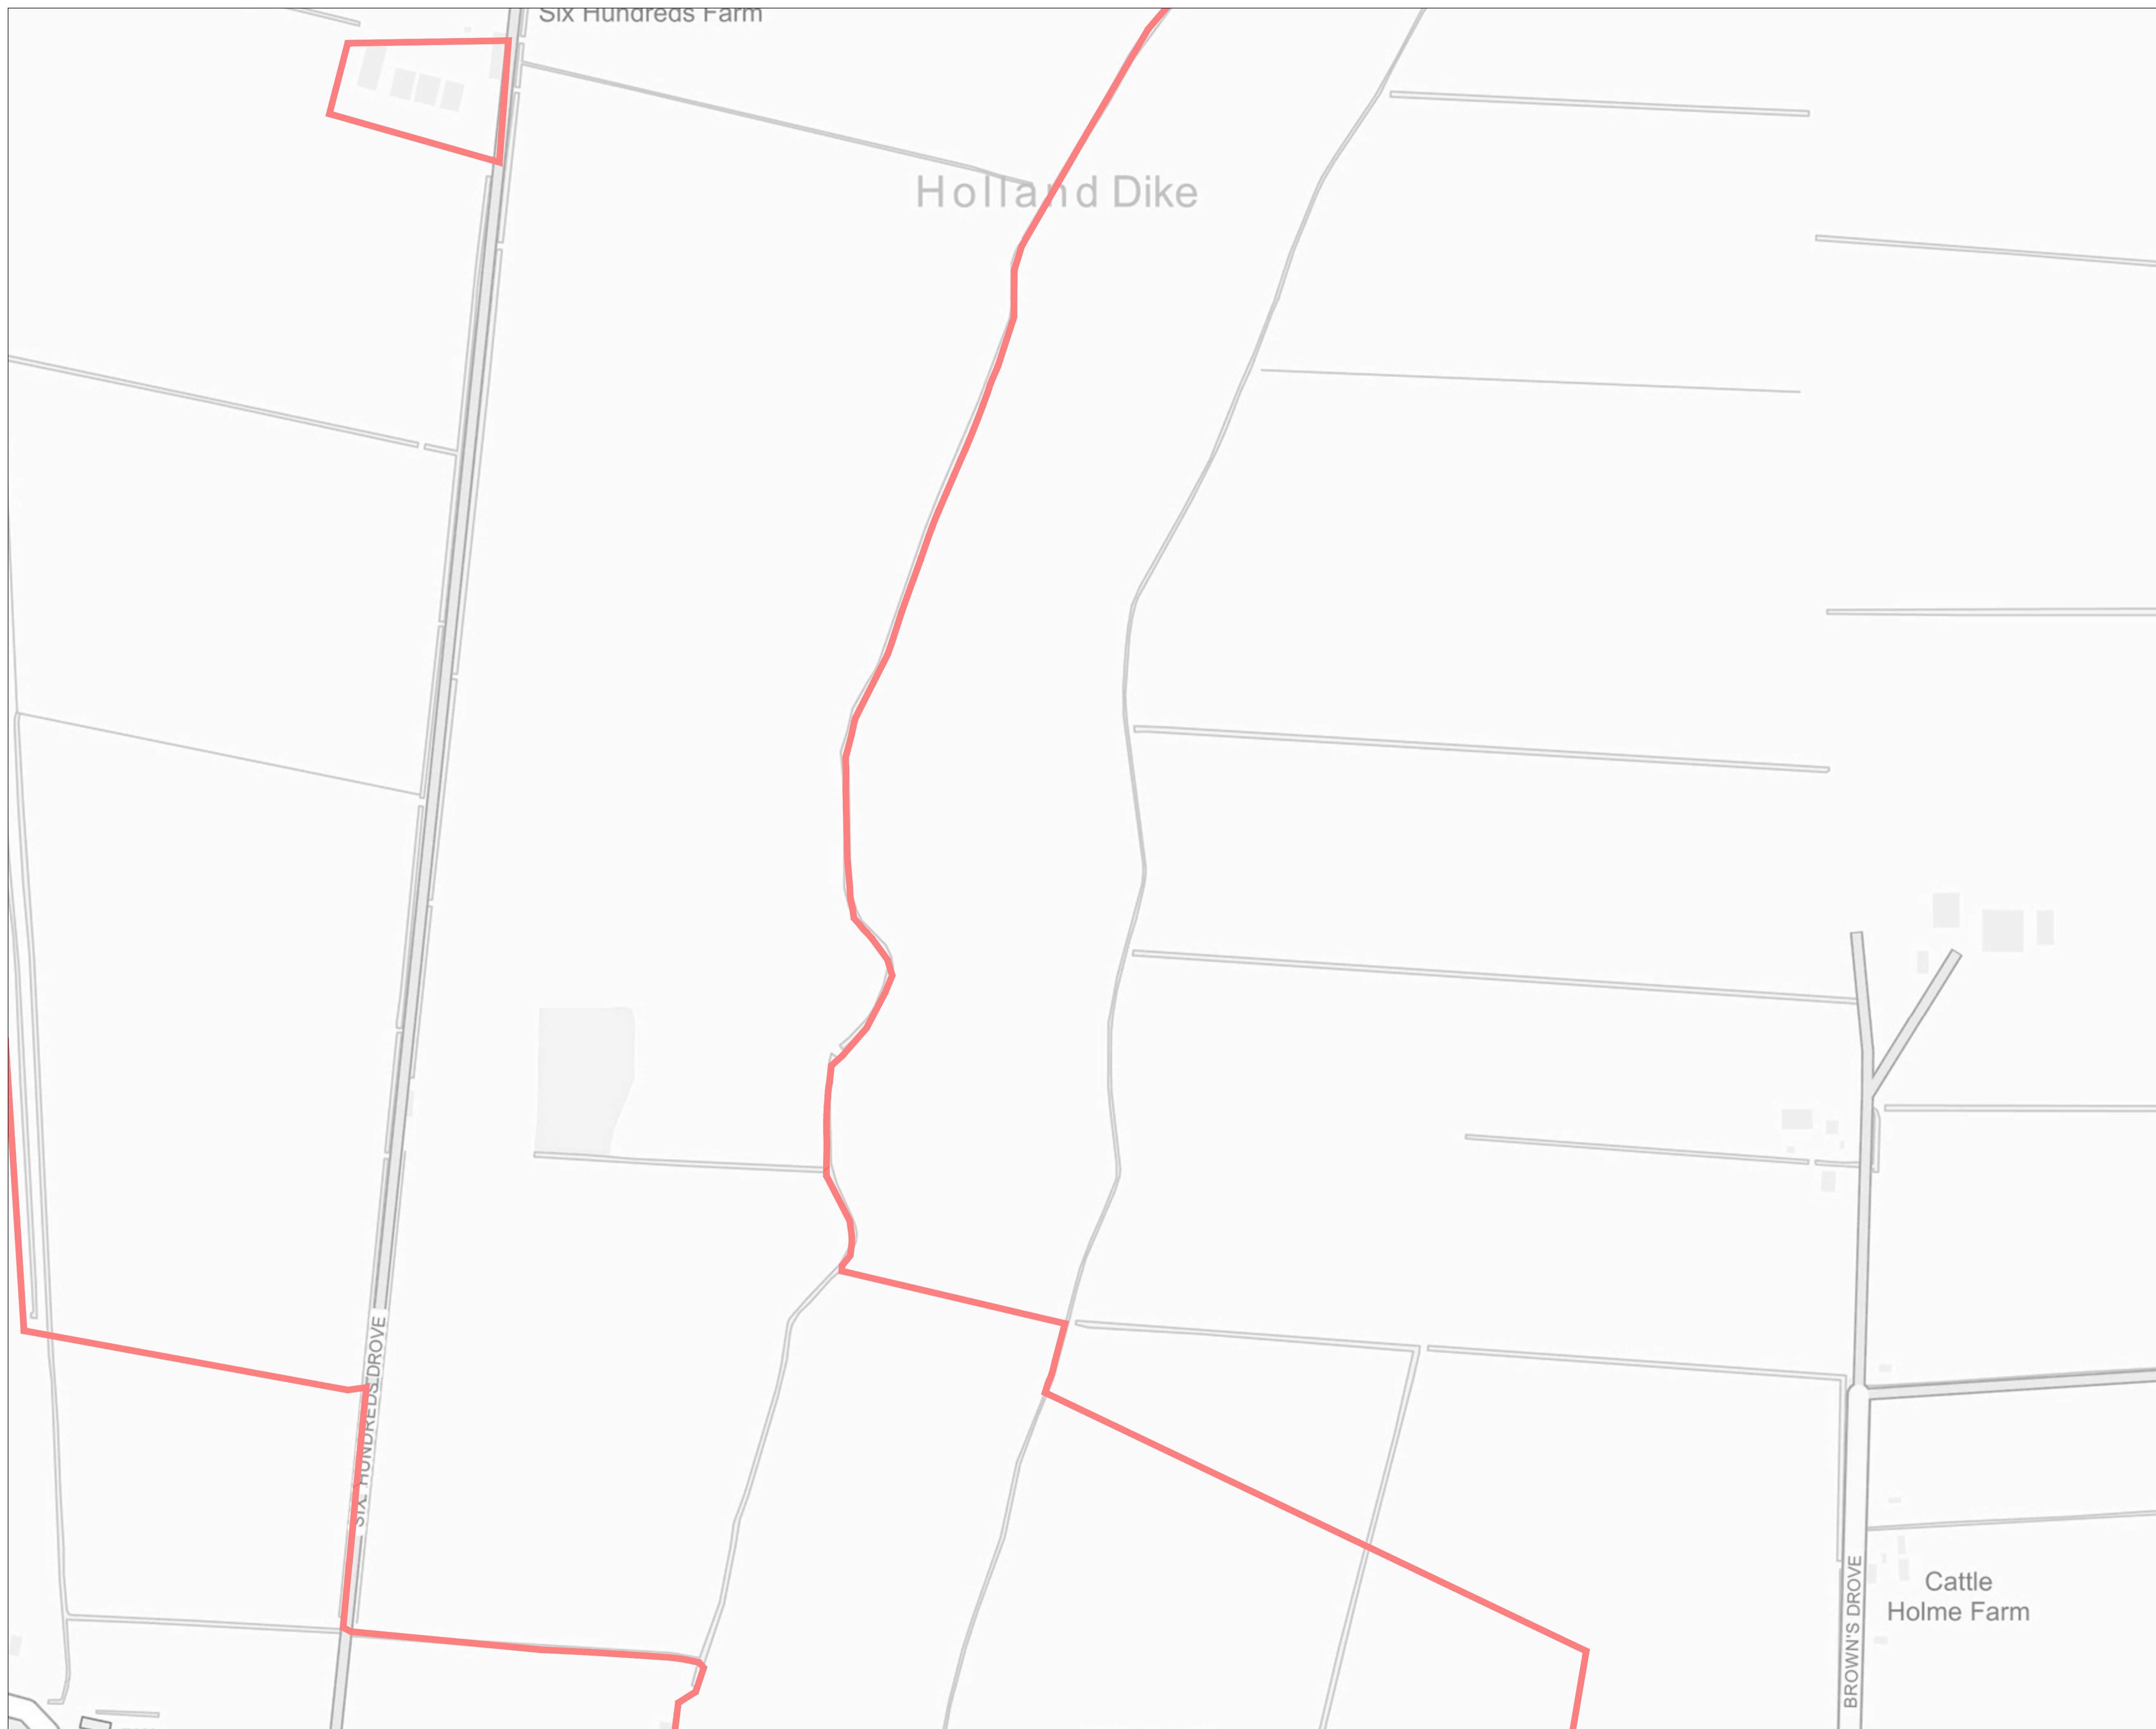 Six Hundreds Farm
Holland Dike
SIX HUNDREDS DROVE
BROWN'S DROVE
Cattle
Holme Farm